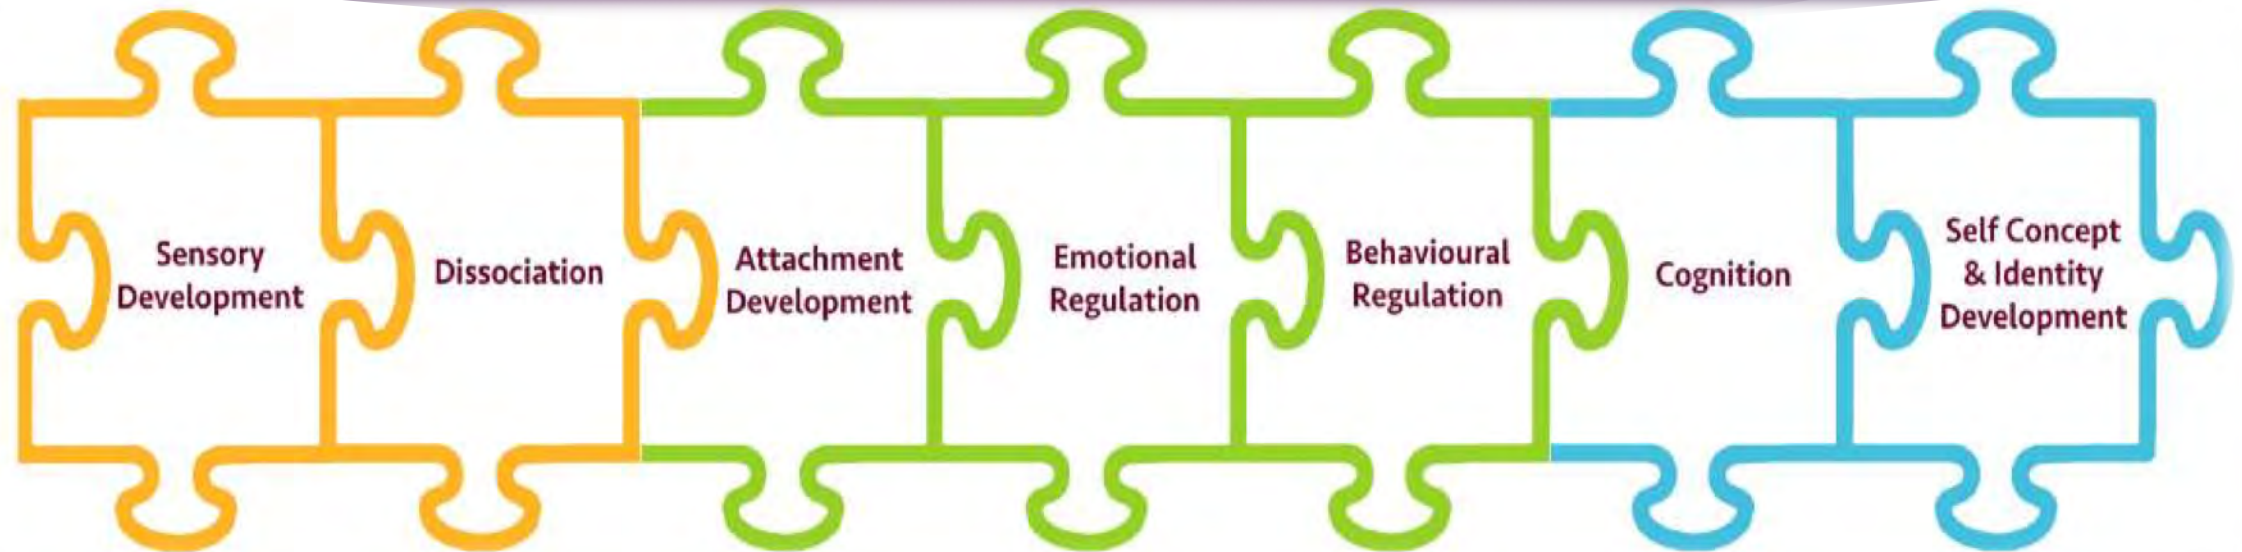 Sensory
Development
Dissociation
Attachment
Development
Emotional
Regulation
Behavioural
Regulation
Cognition
Self Concept
& Identity
Development